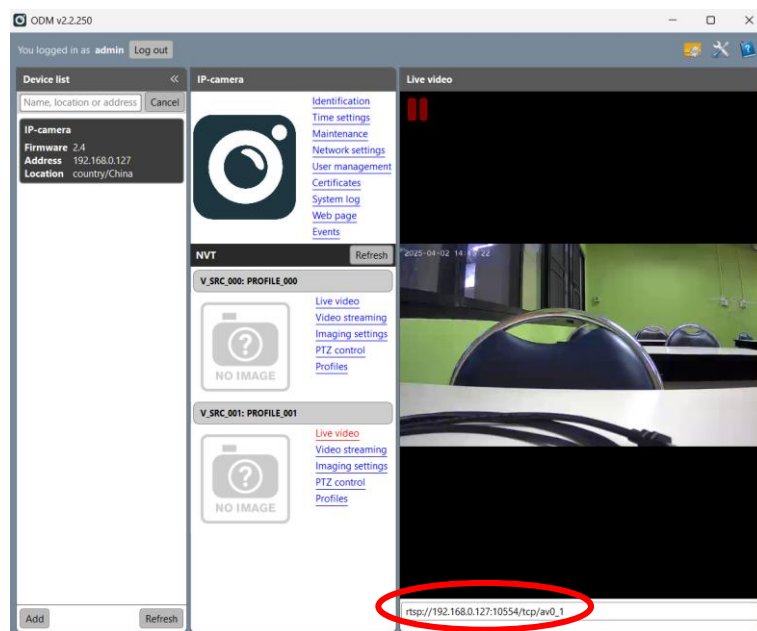 ODM v2.2.250
You logged in as admin Log out
Device list «
Name, location or address Cancel
IP-camera
Firmware 2.4
Address 192.168.0.127
Location country/China
Add Refresh
IP-camera
Identification
Time settings
Maintenance
Network settings
User management
Certificates
System log
Web page
Events
NVT Refresh
V_SRC_000: PROFILE_000
NO IMAGE
Live video
Video streaming
Imaging settings
PTZ control
Profiles
V_SRC_001: PROFILE_001
NO IMAGE
Live video
Video streaming
Imaging settings
PTZ control
Profiles
Live video
rtsp://192.168.0.127:10554/tcp/av0_1